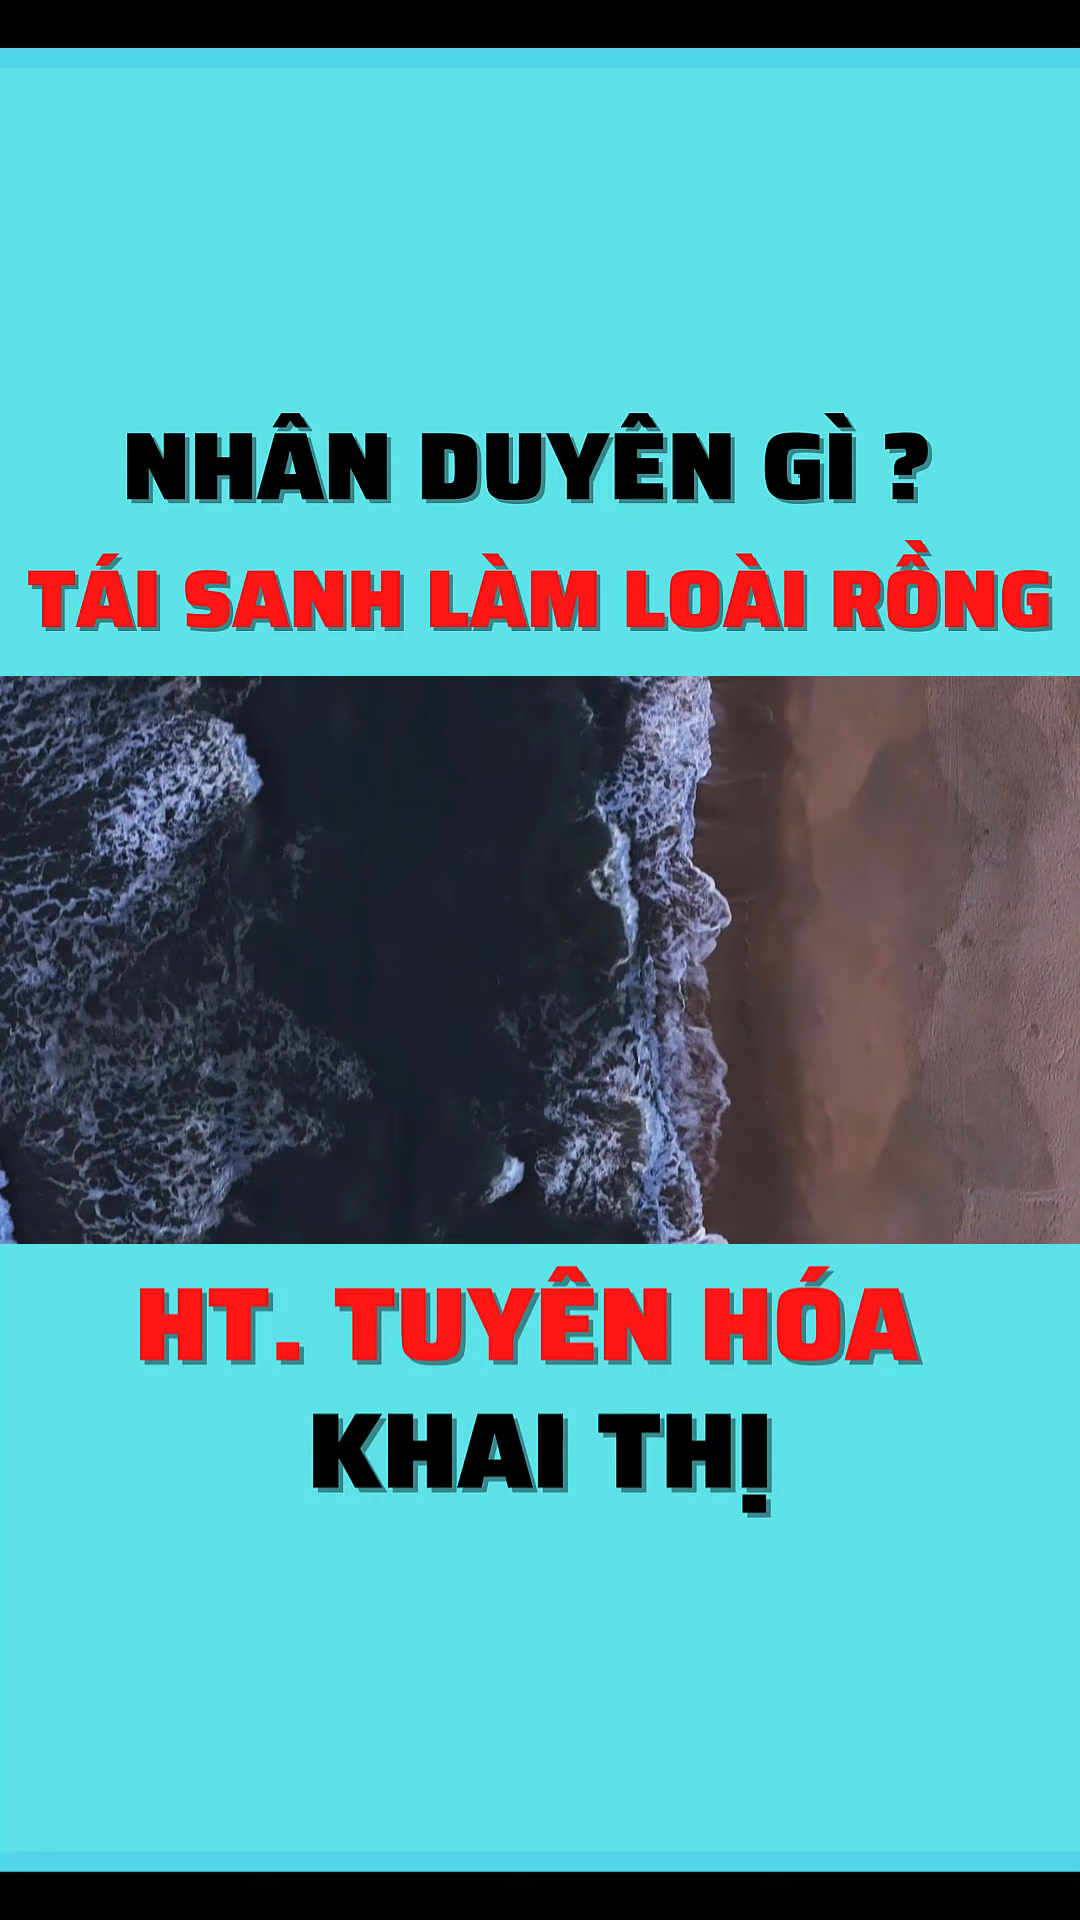 NHÂN DUYÊN GÌ ?
TÁI SANH LÀM LOÀI RỒNG
HT. TUYÊN HÓA
KHAI THỊ